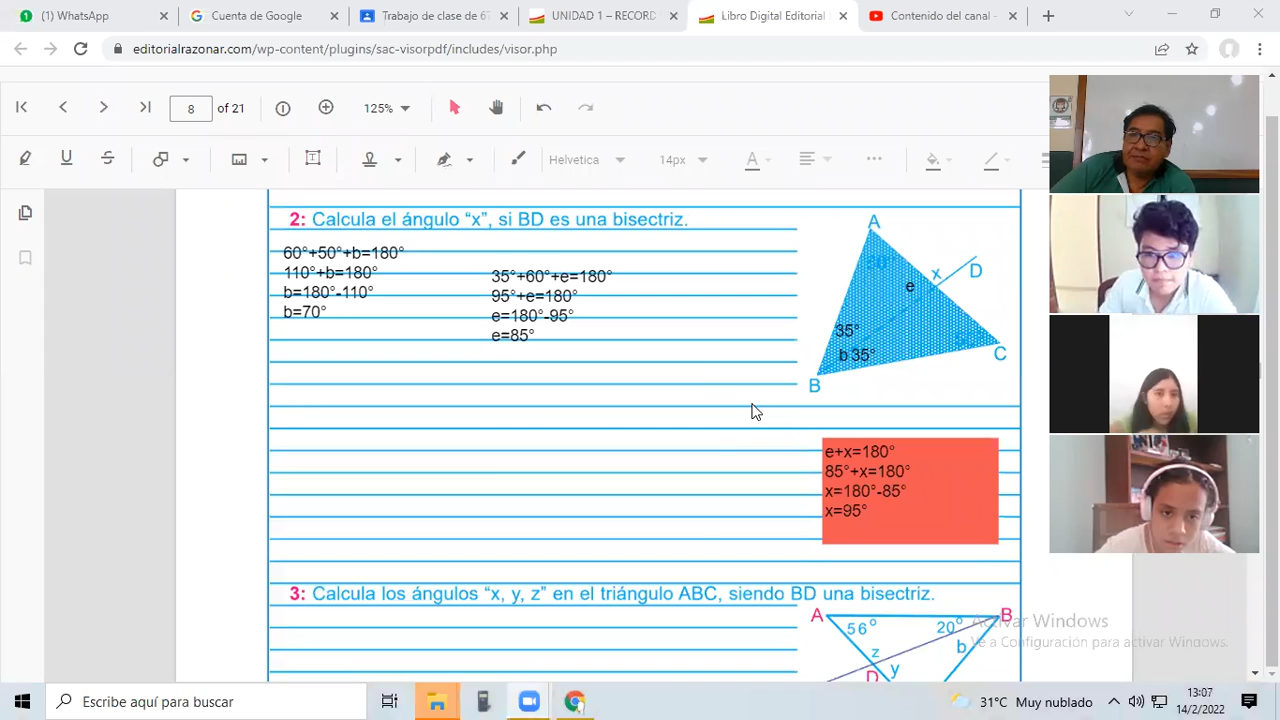 (1) WhatsApp
Cuenta de Google
Trabajo de clase de 6
UNIDAD 1 – RECORD
Libro Digital Editorial
Contenido del canal -
editorialrazonar.com/wp-content/plugins/sac-visorpdf/includes/visor.php
8 of 21
125%
Helvetica
14px
2: Calcula el ángulo “x”, si BD es una bisectriz.
60°+50°+b=180°
110°+b=180°
b=180°-110°
b=70°
35°+60°+e=180°
95°+e=180°
e=180°-95°
e=85°
A
60°
x
D
e
35°
b 35°
C
B
e+x=180°
85°+x=180°
x=180°-85°
x=95°
3: Calcula los ángulos “x, y, z” en el triángulo ABC, siendo BD una bisectriz.
A
56°
20°
B
b
z
D
y
Activar Windows
Ve a Configuración para activar Windows.
Escribe aquí para buscar
31°C Muy nublado
13:07
14/2/2022